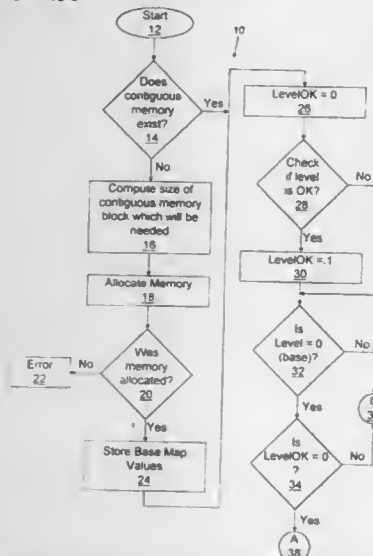 Start
12
10
Does
contiguous
memory
exist?
14
Yes
No
Compute size of
contiguous memory
block which will be
needed
16
Allocate Memory
18
Was
memory
allocated?
20
No
Error
22
Yes
Store Base Map
Values
24
LevelOK = 0
26
Check
if level
is OK?
28
No
Yes
LevelOK = 1
30
Is
Level = 0
(base)?
32
No
Yes
Is
LevelOK = 0
?
34
No
Yes
A
38